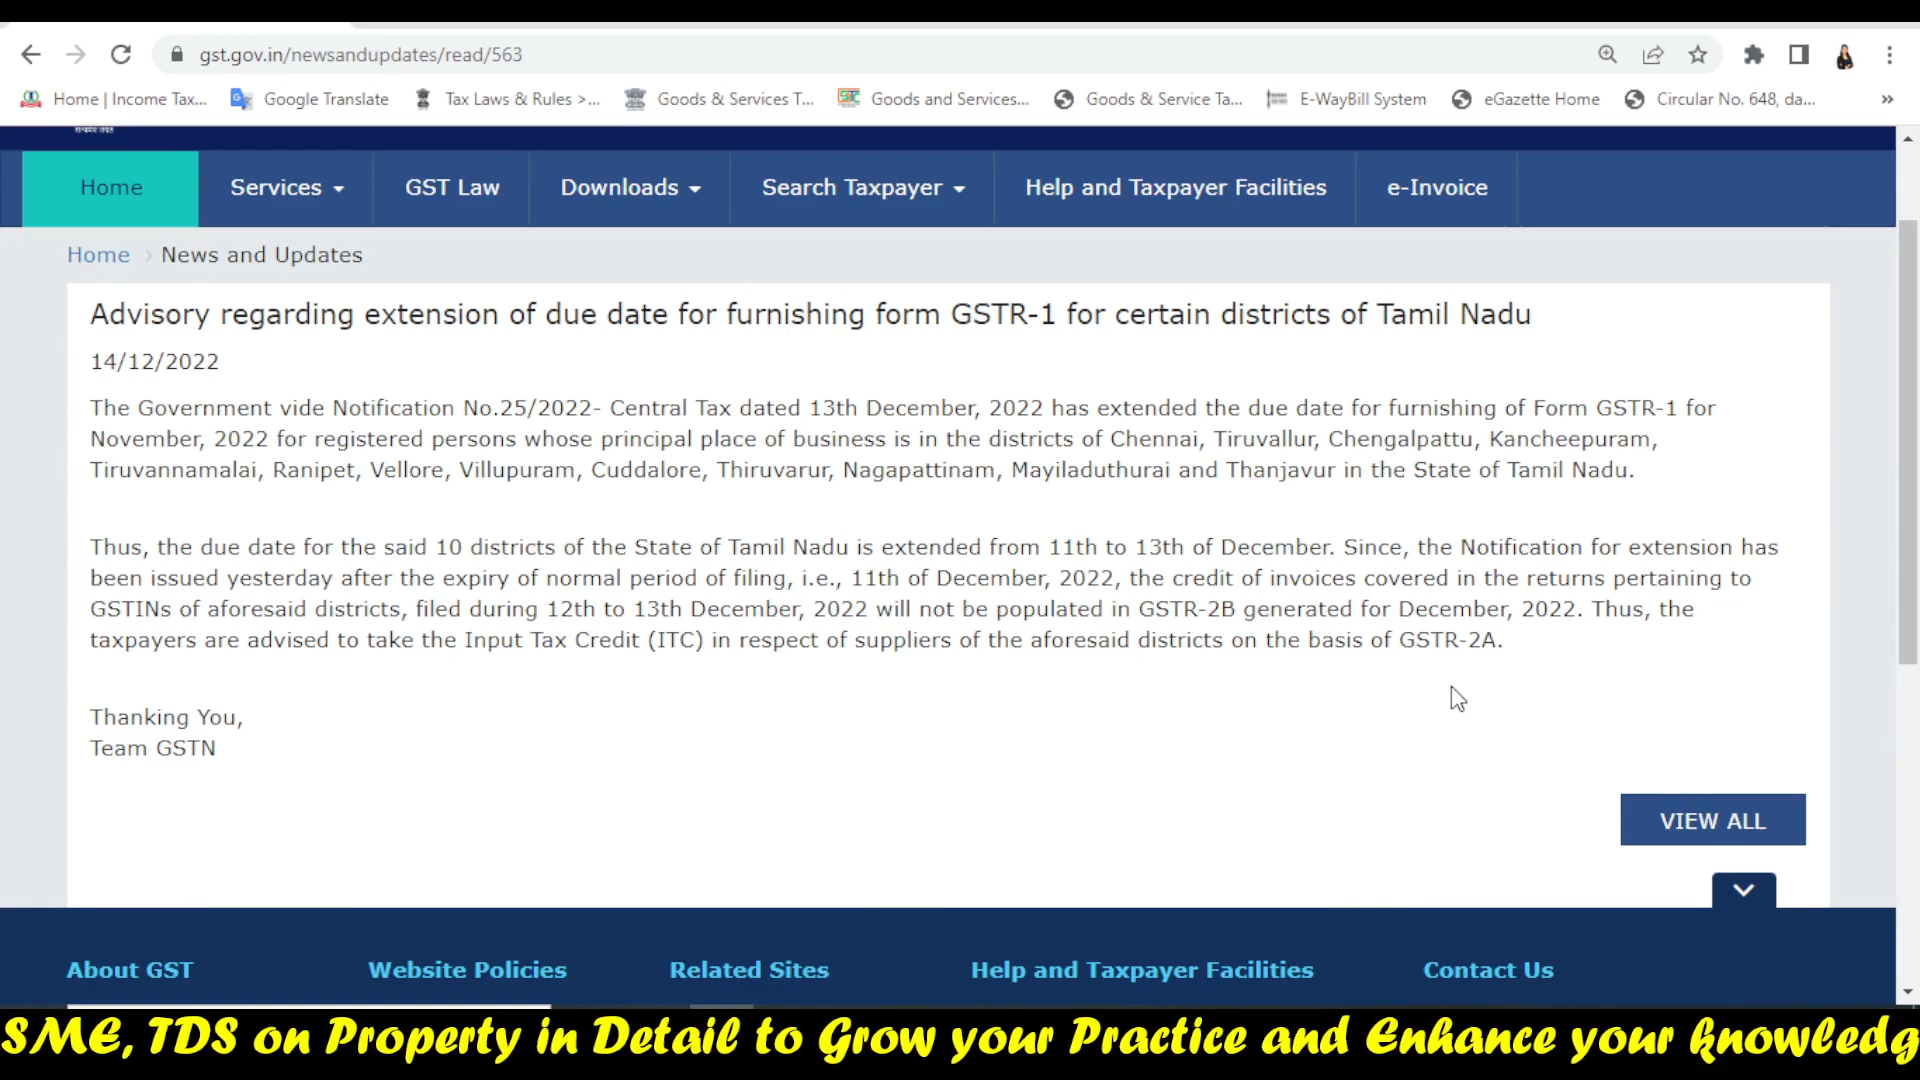 gst.gov.in/newsandupdates/read/563
Home | Income Tax... Google Translate Tax Laws & Rules >... Goods & Services T... Goods and Services... Goods & Service Ta... E-WayBill System eGazette Home Circular No. 648, da... »
सत्यमेव जयते
Home Services GST Law Downloads Search Taxpayer Help and Taxpayer Facilities e-Invoice
Home > News and Updates
Advisory regarding extension of due date for furnishing form GSTR-1 for certain districts of Tamil Nadu
14/12/2022
The Government vide Notification No.25/2022- Central Tax dated 13th December, 2022 has extended the due date for furnishing of Form GSTR-1 for
November, 2022 for registered persons whose principal place of business is in the districts of Chennai, Tiruvallur, Chengalpattu, Kancheepuram,
Tiruvannamalai, Ranipet, Vellore, Villupuram, Cuddalore, Thiruvarur, Nagapattinam, Mayiladuthurai and Thanjavur in the State of Tamil Nadu.
Thus, the due date for the said 10 districts of the State of Tamil Nadu is extended from 11th to 13th of December. Since, the Notification for extension has
been issued yesterday after the expiry of normal period of filing, i.e., 11th of December, 2022, the credit of invoices covered in the returns pertaining to
GSTINs of aforesaid districts, filed during 12th to 13th December, 2022 will not be populated in GSTR-2B generated for December, 2022. Thus, the
taxpayers are advised to take the Input Tax Credit (ITC) in respect of suppliers of the aforesaid districts on the basis of GSTR-2A.
Thanking You,
Team GSTN
VIEW ALL
About GST Website Policies Related Sites Help and Taxpayer Facilities Contact Us
SME, TDS on Property in Detail to Grow your Practice and Enhance your knowledg